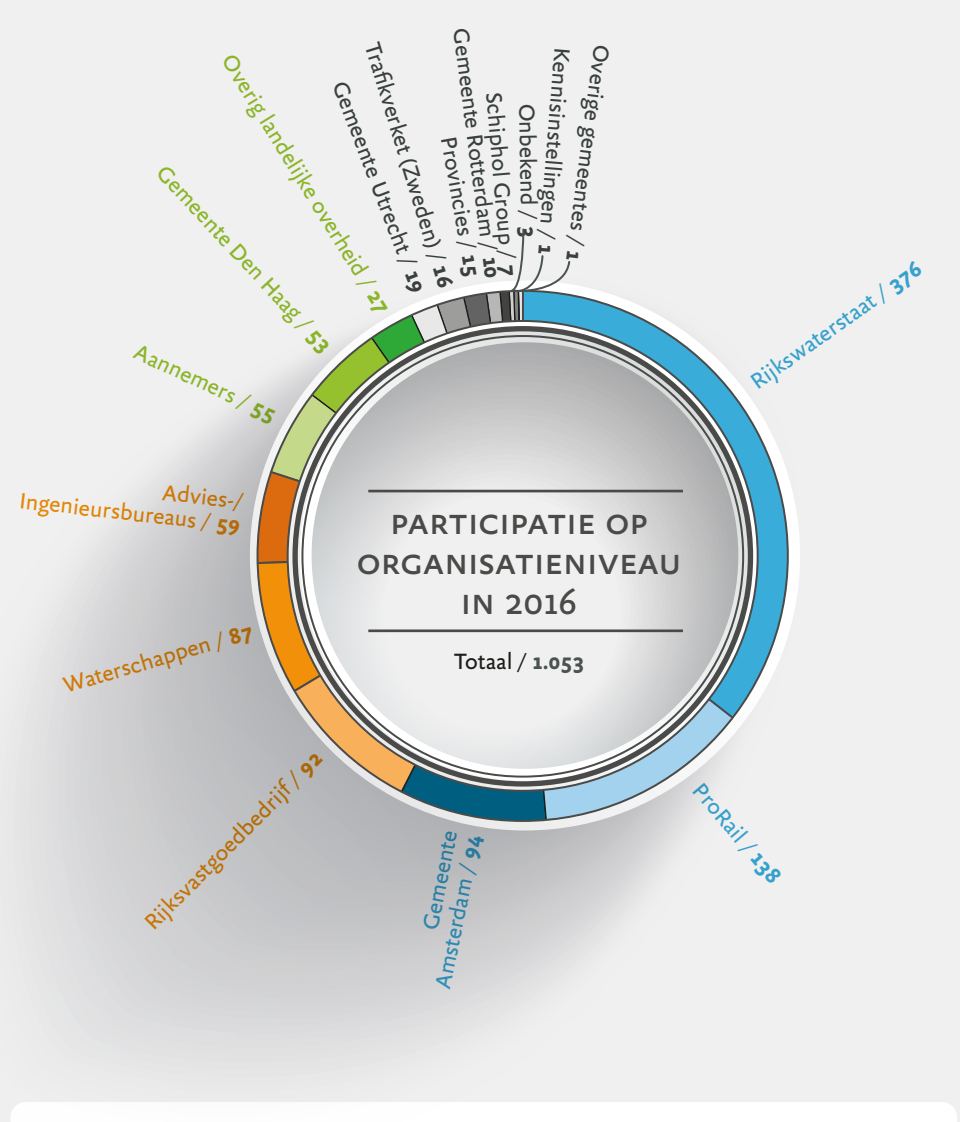 PARTICIPATIE OP
ORGANISATIENIVEAU
IN 2016
Totaal / 1.053
Rijkswaterstaat / 376
ProRail / 138
Gemeente
Amsterdam / 94
Rijksvastgoedbedrijf / 92
Waterschappen / 87
Advies-/
Ingenieursbureaus / 59
Aannemers / 55
Gemeente Den Haag / 53
Overig landelijke overheid / 27
Gemeente Utrecht / 19
Trafikverket (Zweden) / 16
Provincies / 15
Gemeente Rotterdam / 10
Schiphol Group / 7
Onbekend / 3
Kennisinstellingen / 1
Overige gemeentes / 1